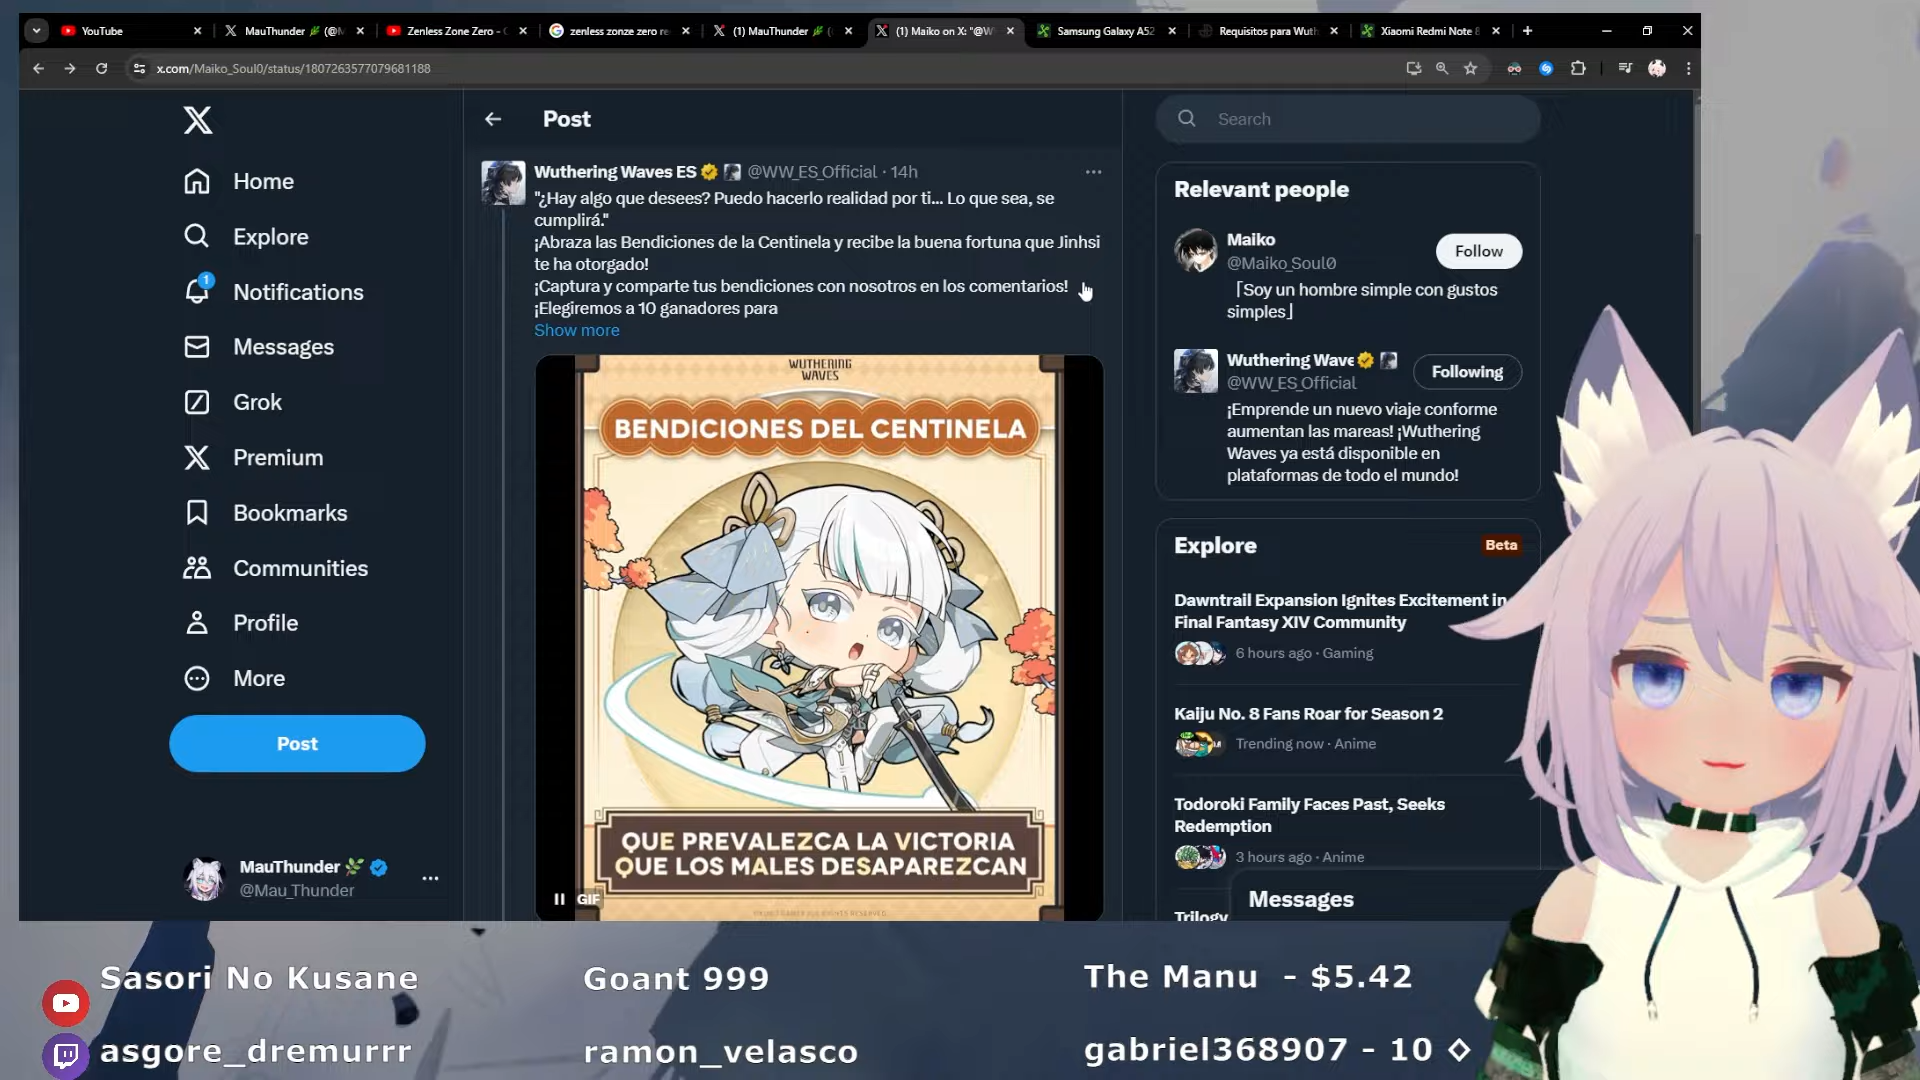 YouTube
MauThunder 🌿 (@M
Zenless Zone Zero -
zenless zonze zero re
(1) MauThunder 🌿
(1) Maiko on X: "@W
Samsung Galaxy A52
Requisitos para Wuth
Xiaomi Redmi Note 8
x.com/Maiko_Soul0/status/1807263577079681188
Home
Explore
1
Notifications
Messages
Grok
Premium
Bookmarks
Communities
Profile
More
Post
MauThunder 🌿
@Mau_Thunder
Post
Wuthering Waves ES @WW_ES_Official · 14h
"¿Hay algo que desees? Puedo hacerlo realidad por ti... Lo que sea, se
cumplirá."
¡Abraza las Bendiciones de la Centinela y recibe la buena fortuna que Jinhsi
te ha otorgado!
¡Captura y comparte tus bendiciones con nosotros en los comentarios!
¡Elegiremos a 10 ganadores para
Show more
WUTHERING
WAVES
BENDICIONES DEL CENTINELA
QUE PREVALEZCA LA VICTORIA
QUE LOS MALES DESAPAREZCAN
GIF
Search
Relevant people
Maiko
@Maiko_Soul0
Follow
「Soy un hombre simple con gustos
simples」
Wuthering Wave
@WW_ES_Official
Following
¡Emprende un nuevo viaje conforme
aumentan las mareas! ¡Wuthering
Waves ya está disponible en
plataformas de todo el mundo!
Explore
Beta
Dawntrail Expansion Ignites Excitement in
Final Fantasy XIV Community
6 hours ago · Gaming
Kaiju No. 8 Fans Roar for Season 2
Trending now · Anime
Todoroki Family Faces Past, Seeks
Redemption
3 hours ago · Anime
Trilogy
Messages
Sasori No Kusane
Goant 999
The Manu - $5.42
asgore_dremurrr
ramon_velasco
gabriel368907 - 10